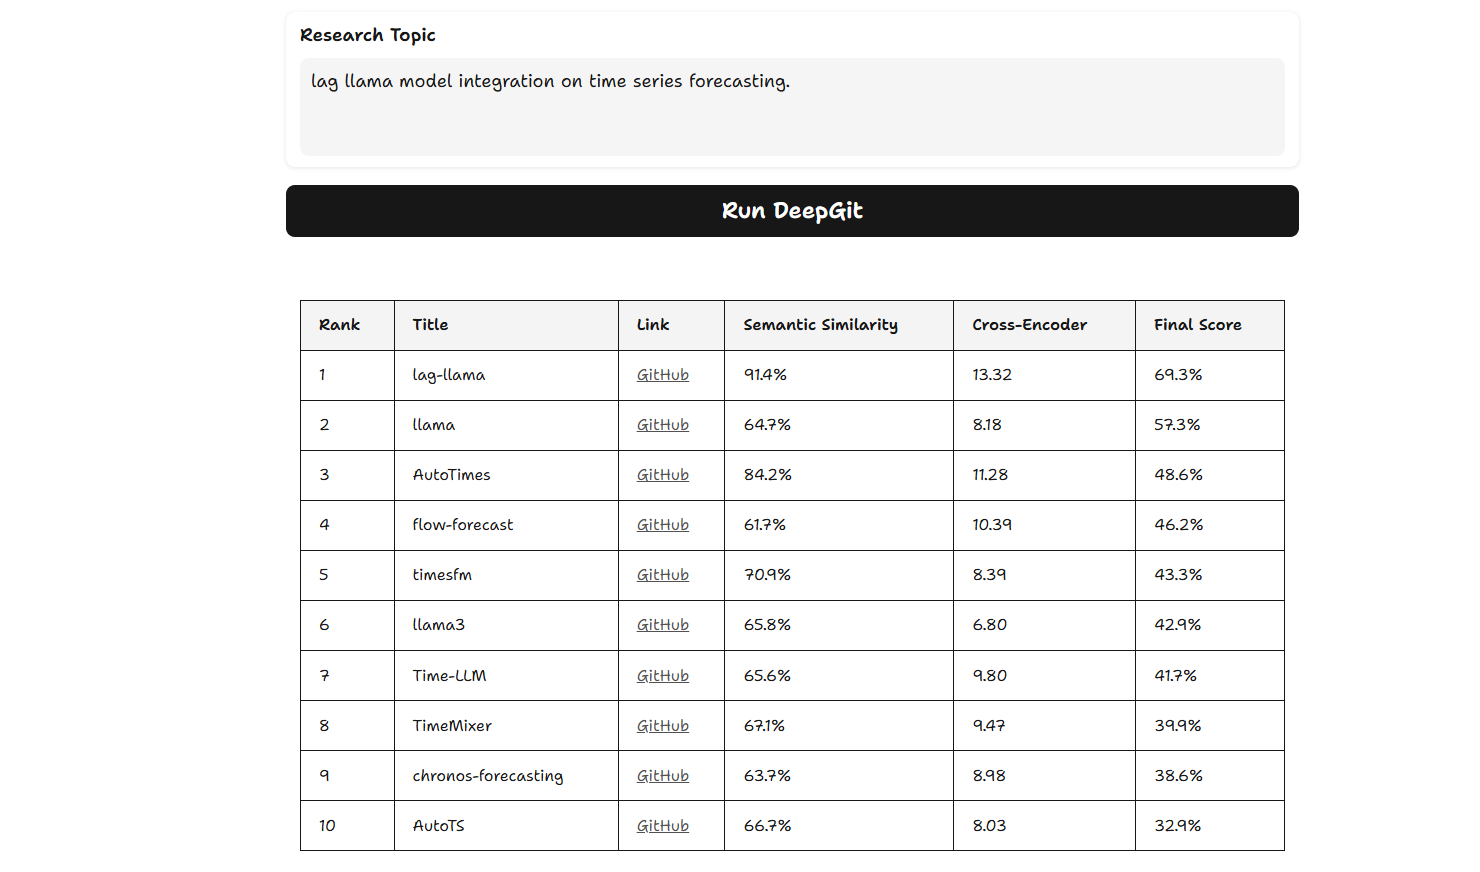 Research Topic
lag llama model integration on time series forecasting.
Run DeepGit
Rank Title Link Semantic Similarity Cross-Encoder Final Score
1 lag-llama GitHub 91.4% 13.32 69.3%
2 llama GitHub 64.7% 8.18 57.3%
3 AutoTimes GitHub 84.2% 11.28 48.6%
4 flow-forecast GitHub 61.7% 10.39 46.2%
5 timesfm GitHub 70.9% 8.39 43.3%
6 llama3 GitHub 65.8% 6.80 42.9%
7 Time-LLM GitHub 65.6% 9.80 41.7%
8 TimeMixer GitHub 67.1% 9.47 39.9%
9 chronos-forecasting GitHub 63.7% 8.98 38.6%
10 AutoTS GitHub 66.7% 8.03 32.9%